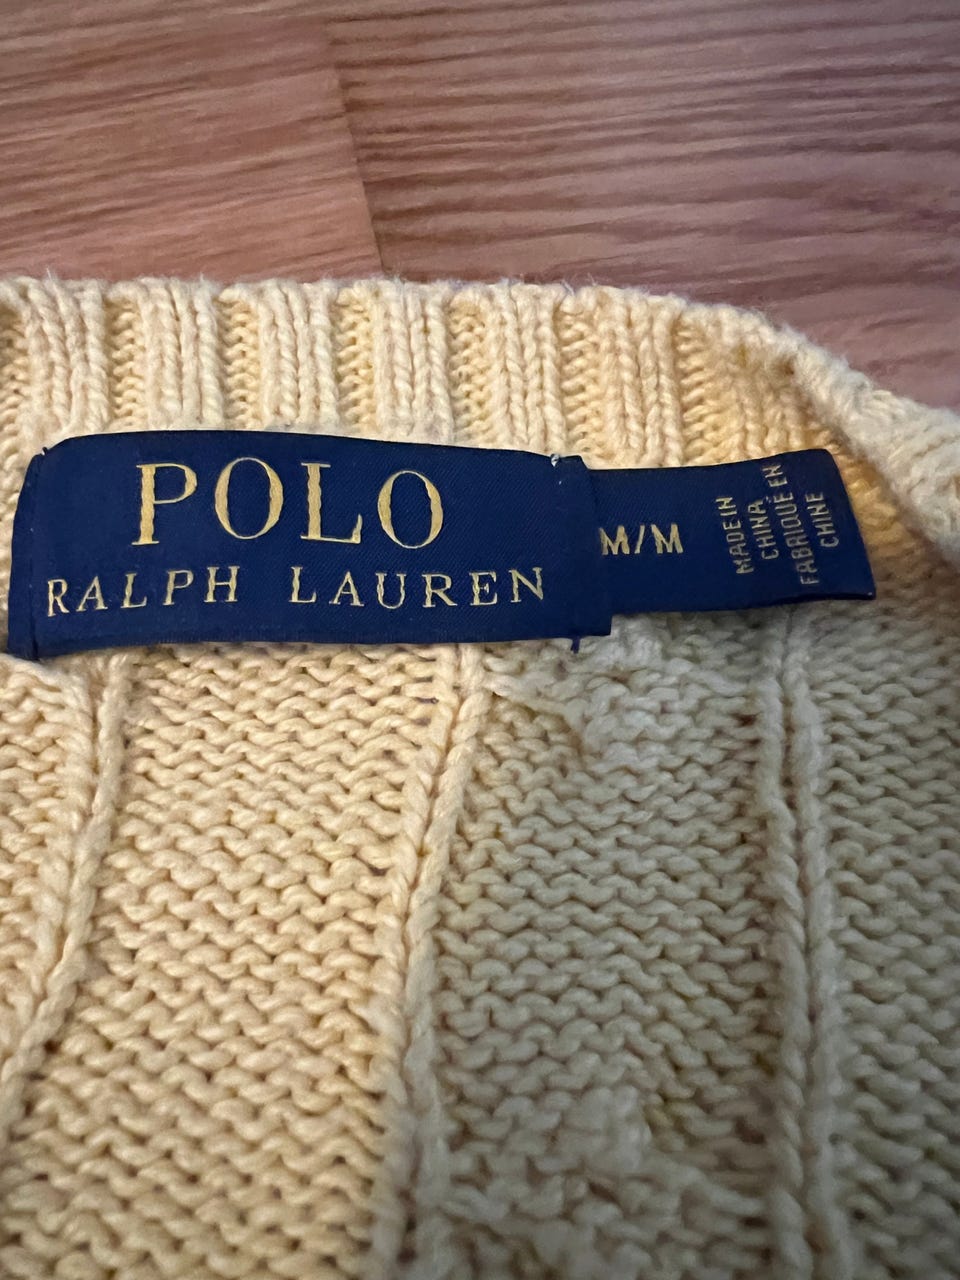 POLO
RALPH LAUREN
M/M
MADE IN
CHINA
FABRIQUÉ EN
CHINE